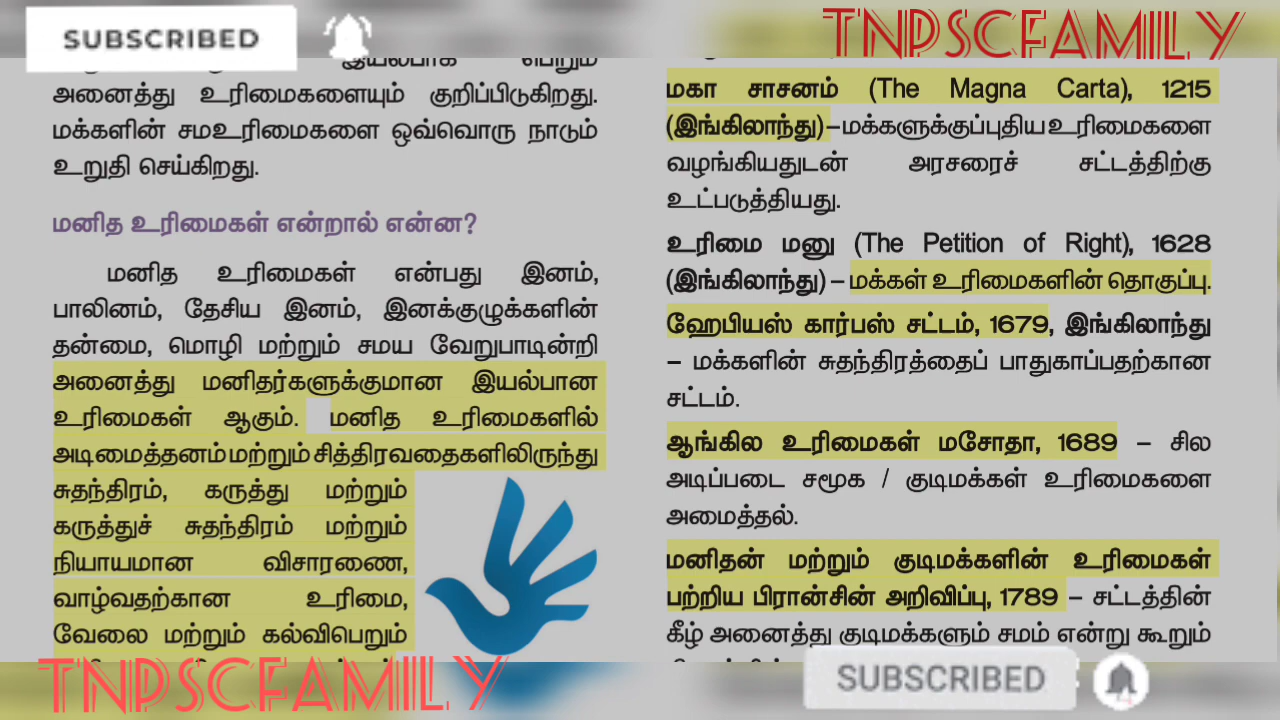 SUBSCRIBED
TNPSCFAMILY
இயல்பாக பெறும்
அனைத்து உரிமைகளையும் குறிப்பிடுகிறது.
மக்களின் சமஉரிமைகளை ஒவ்வொரு நாடும்
உறுதி செய்கிறது.
மனித உரிமைகள் என்றால் என்ன?
மனித உரிமைகள் என்பது இனம்,
பாலினம், தேசிய இனம், இனக்குழுக்களின்
தன்மை, மொழி மற்றும் சமய வேறுபாடின்றி
அனைத்து மனிதர்களுக்குமான இயல்பான
உரிமைகள் ஆகும். மனித உரிமைகளில்
அடிமைத்தனம் மற்றும் சித்திரவதைகளிலிருந்து
சுதந்திரம், கருத்து மற்றும்
கருத்துச் சுதந்திரம் மற்றும்
நியாயமான விசாரணை,
வாழ்வதற்கான உரிமை,
வேலை மற்றும் கல்விபெறும்
மகா சாசனம் (The Magna Carta), 1215
(இங்கிலாந்து) – மக்களுக்குப்புதிய உரிமைகளை
வழங்கியதுடன் அரசரைச் சட்டத்திற்கு
உட்படுத்தியது.
உரிமை மனு (The Petition of Right), 1628
(இங்கிலாந்து) – மக்கள் உரிமைகளின் தொகுப்பு.
ஹேபியஸ் கார்பஸ் சட்டம், 1679, இங்கிலாந்து
– மக்களின் சுதந்திரத்தைப் பாதுகாப்பதற்கான
சட்டம்.
ஆங்கில உரிமைகள் மசோதா, 1689 – சில
அடிப்படை சமூக / குடிமக்கள் உரிமைகளை
அமைத்தல்.
மனிதன் மற்றும் குடிமக்களின் உரிமைகள்
பற்றிய பிரான்சின் அறிவிப்பு, 1789 – சட்டத்தின்
கீழ் அனைத்து குடிமக்களும் சமம் என்று கூறும்
TNPSCFAMILY
SUBSCRIBED